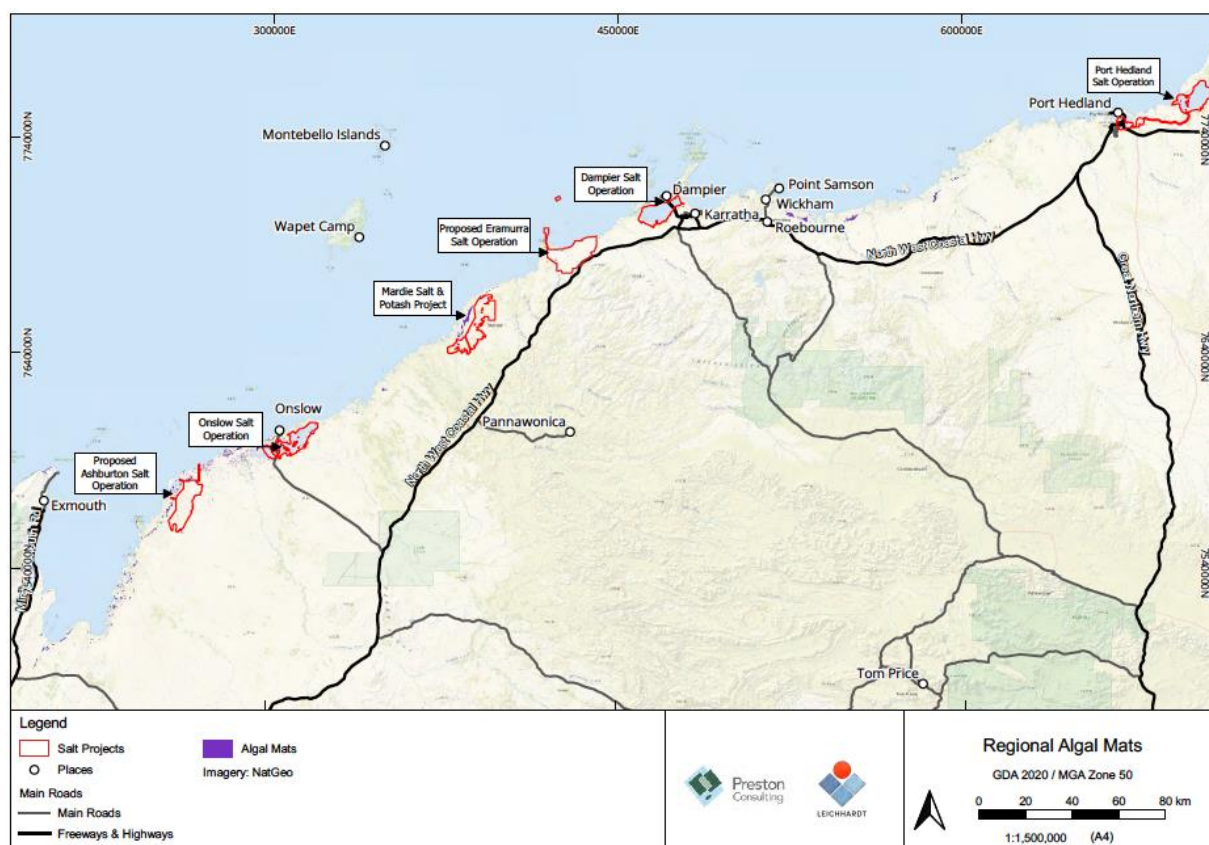 300000E
450000E
600000E
Port Hedland
Salt Operation
Port Hedland
7740000N
7740000N
Montebello Islands
Dampier Salt
Operation
Dampier
Point Samson
Wickham
Karratha
Roebourne
Wapet Camp
Proposed Eramurra
Salt Operation
North West Coastal Hwy
Great Northern Hwy
Mardie Salt &
Potash Project
7640000N
7640000N
Onslow
Onslow Salt
Operation
Pannawonica
North West Coastal Hwy
Proposed
Ashburton Salt
Operation
Exmouth
7540000N
7540000N
Tom Price
Legend
Salt Projects
Algal Mats
Places
Imagery: NatGeo
Main Roads
Main Roads
Freeways & Highways
Preston
Consulting
LEICHHARDT
Regional Algal Mats
GDA 2020 / MGA Zone 50
0 20 40 60 80 km
1:1,500,000 (A4)